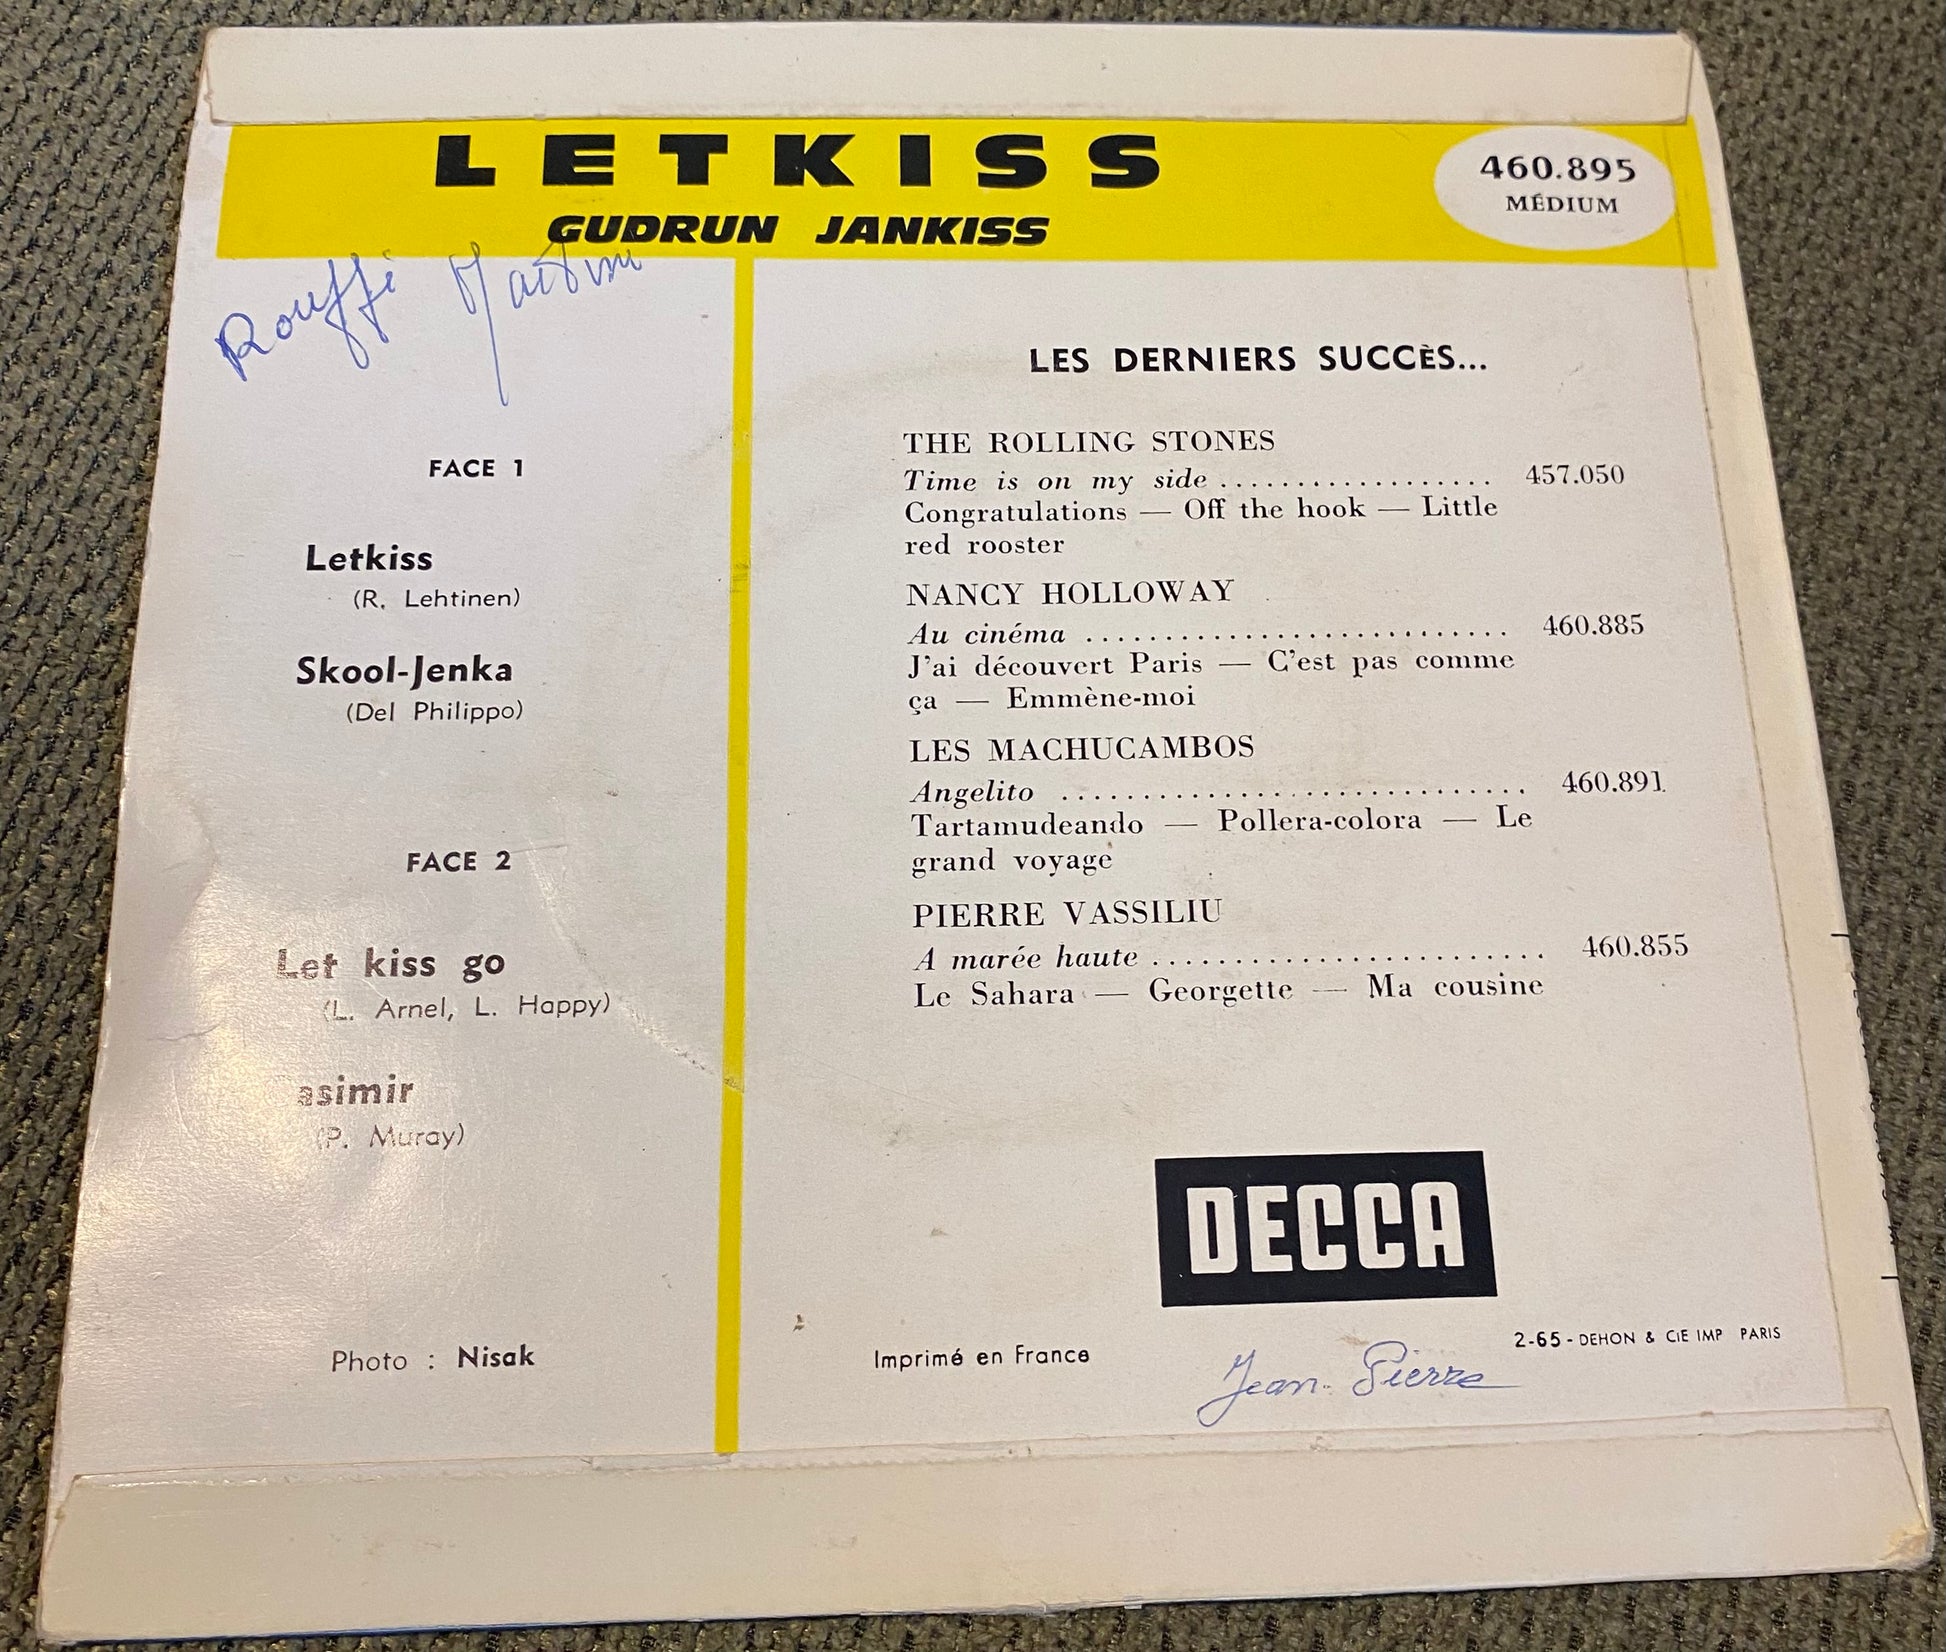 LETKISS
GUDRUN JANKISS
460.895
MÉDIUM
Rouffi
FACE 1
Letkiss
(R. Lehtinen)
Skool-Jenka
(Del Philippo)
FACE 2
Let kiss go
(L. Arnel, L. Happy)
asimir
(P. Muray)
Photo : Nisak
LES DERNIERS SUCCÈS...
THE ROLLING STONES
Time is on my side .................. 457.050
Congratulations — Off the hook — Little
red rooster
NANCY HOLLOWAY
Au cinéma ........................... 460.885
J'ai découvert Paris — C'est pas comme
ça — Emmène-moi
LES MACHUCAMBOS
Angelito ............................. 460.891
Tartamudeando — Pollera-colora — Le
grand voyage
PIERRE VASSILIU
A marée haute ......................... 460.855
Le Sahara — Georgette — Ma cousine
DECCA
Imprimé en France
2-65 - DEHON & CIE IMP PARIS
Jean-Pierre